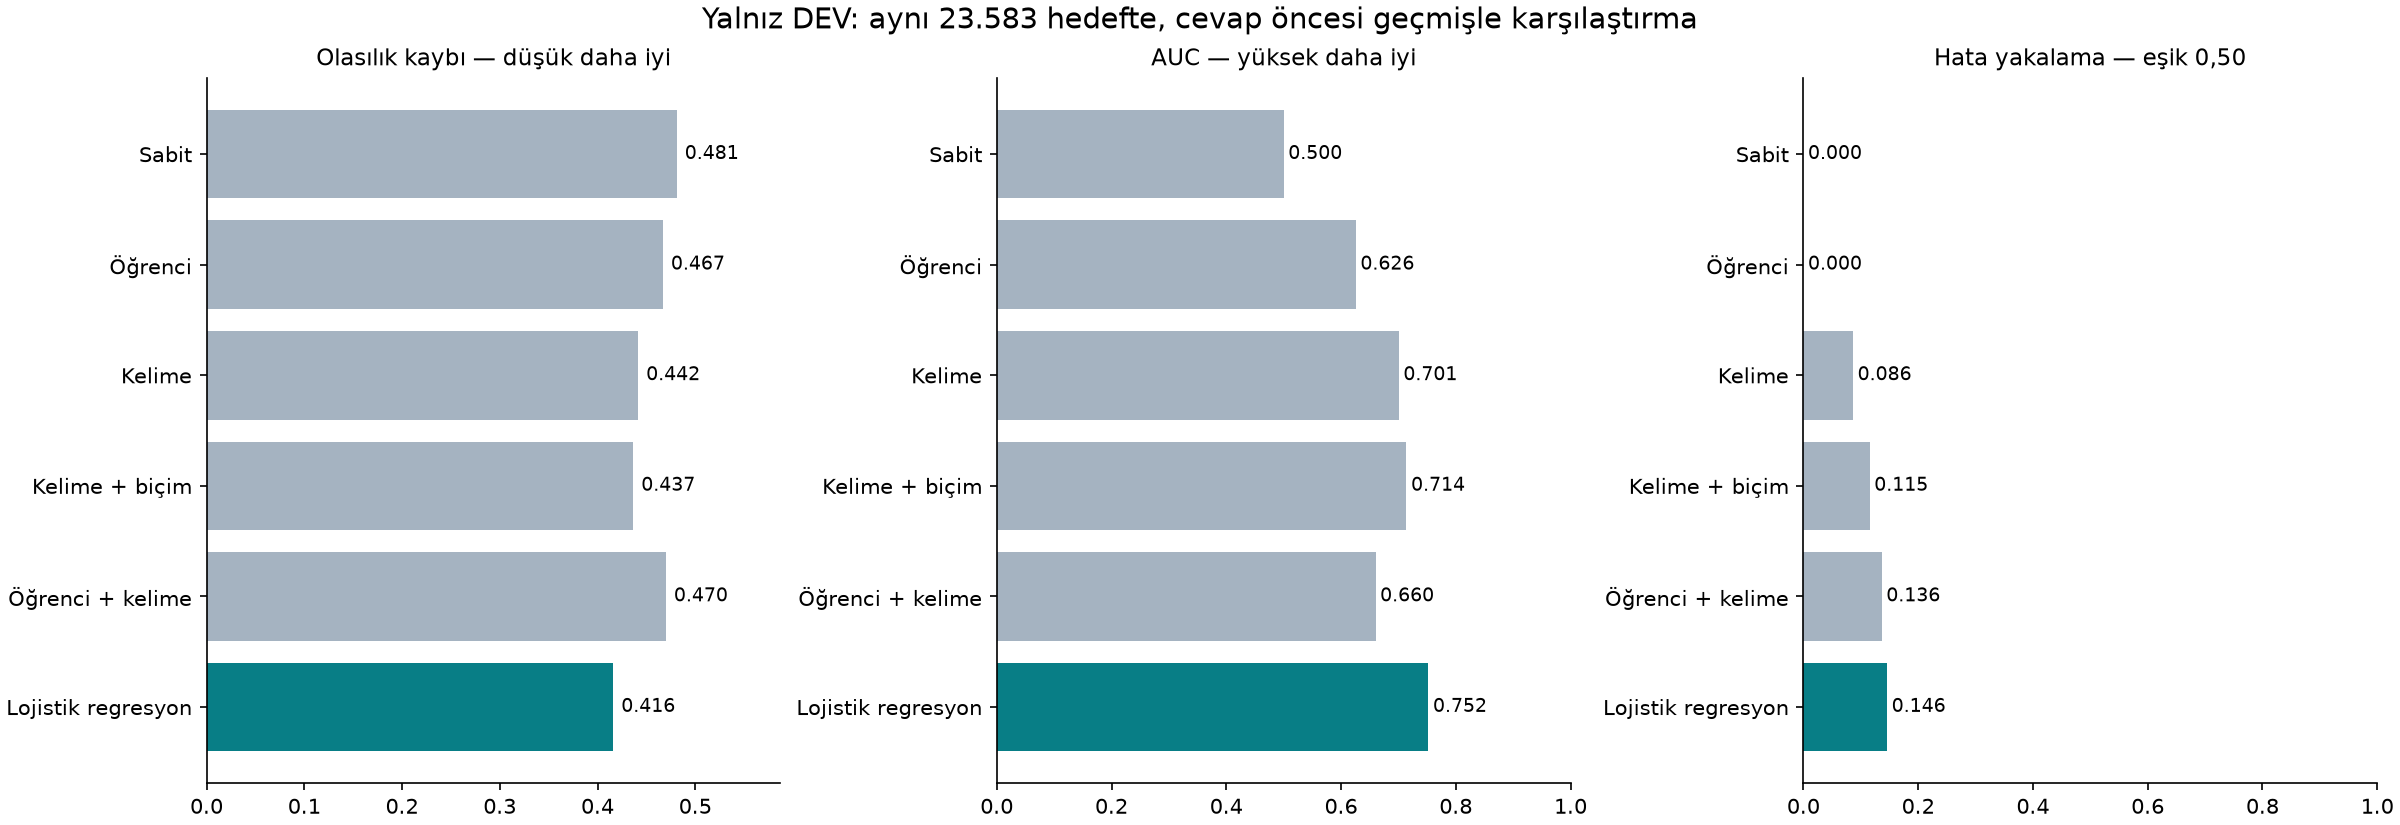 Yalnız DEV: aynı 23.583 hedefte, cevap öncesi geçmişle karşılaştırma
Olasılık kaybı — düşük daha iyi
Sabit
0.481
Öğrenci
0.467
Kelime
0.442
Kelime + biçim
0.437
Öğrenci + kelime
0.470
Lojistik regresyon
0.416
0.0 0.1 0.2 0.3 0.4 0.5
AUC — yüksek daha iyi
Sabit
0.500
Öğrenci
0.626
Kelime
0.701
Kelime + biçim
0.714
Öğrenci + kelime
0.660
Lojistik regresyon
0.752
0.0 0.2 0.4 0.6 0.8 1.0
Hata yakalama — eşik 0,50
Sabit
0.000
Öğrenci
0.000
Kelime
0.086
Kelime + biçim
0.115
Öğrenci + kelime
0.136
Lojistik regresyon
0.146
0.0 0.2 0.4 0.6 0.8 1.0